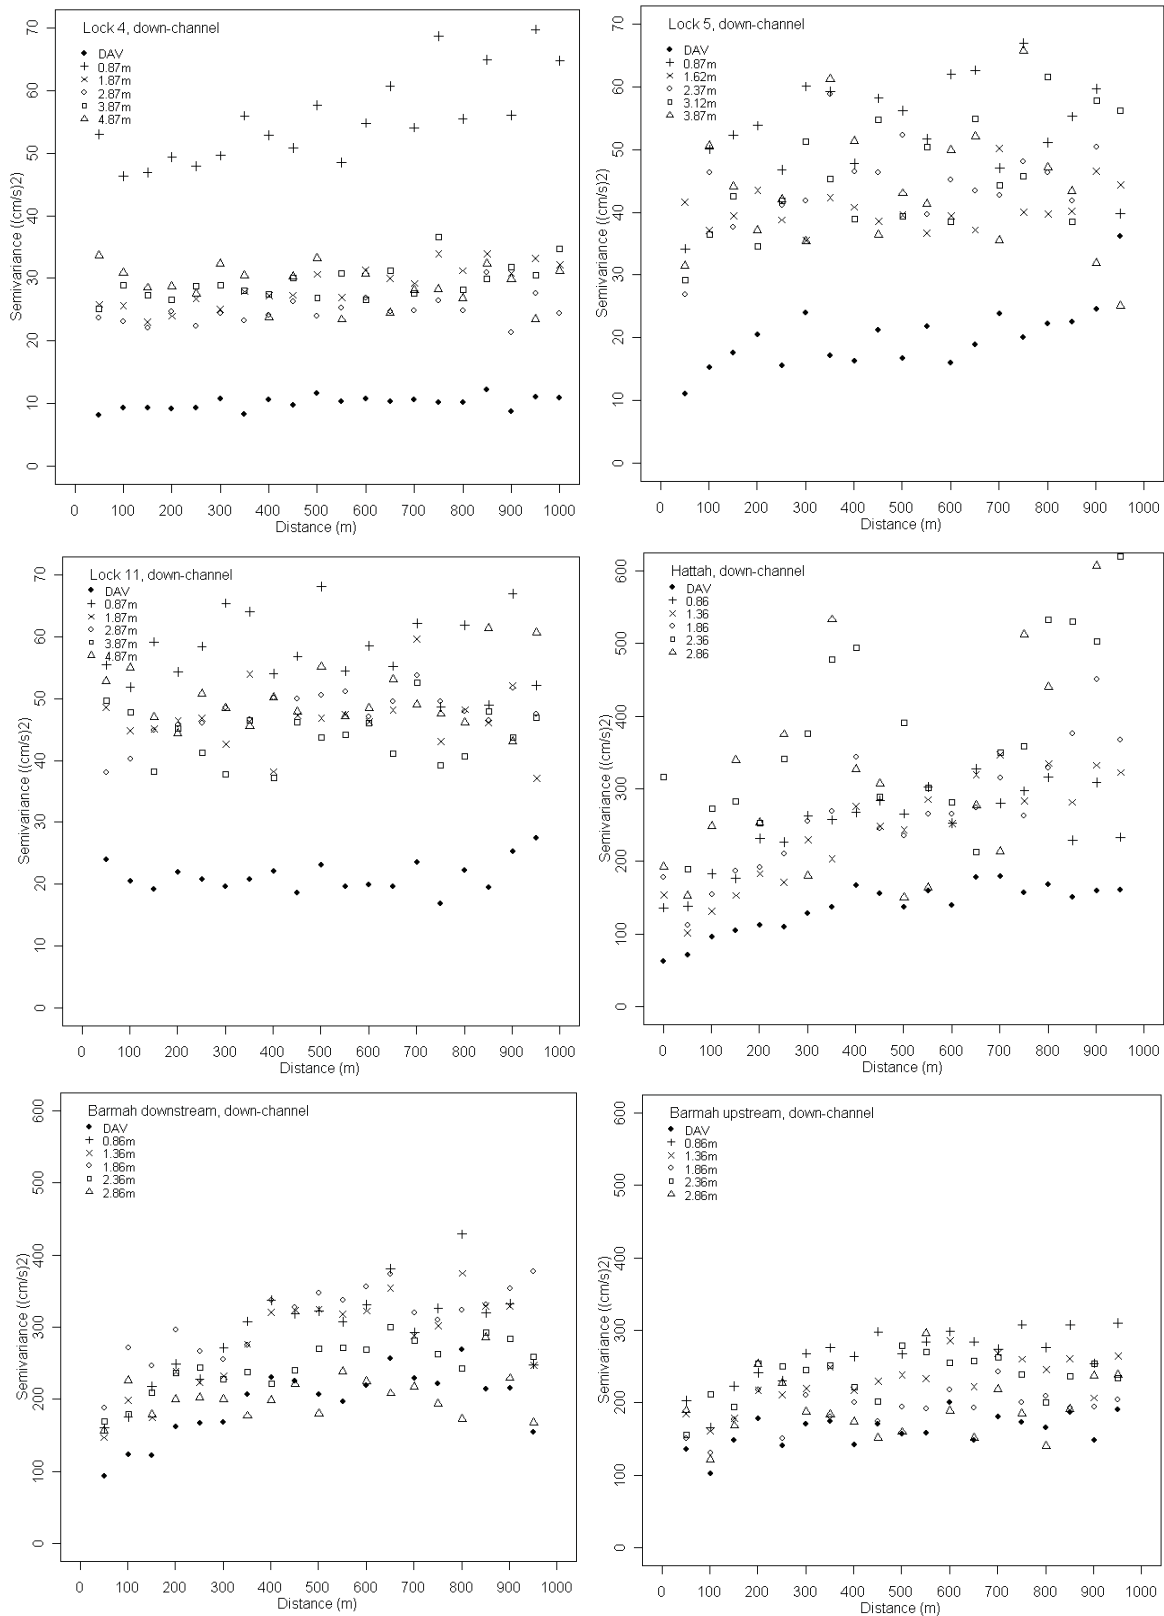 Lock 4, down-channel
DAV
0.87m
1.87m
2.87m
3.87m
4.87m
Semivariance ((cm/s)2)
0 10 20 30 40 50 60 70
0 100 200 300 400 500 600 700 800 900 1000
Distance (m)
Lock 5, down-channel
DAV
0.87m
1.62m
2.37m
3.12m
3.87m
Semivariance ((cm/s)2)
0 10 20 30 40 50 60 70
0 100 200 300 400 500 600 700 800 900 1000
Distance (m)
Lock 11, down-channel
DAV
0.87m
1.87m
2.87m
3.87m
4.87m
Semivariance ((cm/s)2)
0 10 20 30 40 50 60 70
0 100 200 300 400 500 600 700 800 900 1000
Distance (m)
Hattah, down-channel
DAV
0.86
1.36
1.86
2.36
2.86
Semivariance ((cm/s)2)
0 100 200 300 400 500 600
0 100 200 300 400 500 600 700 800 900 1000
Distance (m)
Barmah downstream, down-channel
DAV
0.86m
1.36m
1.86m
2.36m
2.86m
Semivariance ((cm/s)2)
0 100 200 300 400 500 600
0 100 200 300 400 500 600 700 800 900 1000
Distance (m)
Barmah upstream, down-channel
DAV
0.86m
1.36m
1.86m
2.36m
2.86m
Semivariance ((cm/s)2)
0 100 200 300 400 500 600
0 100 200 300 400 500 600 700 800 900 1000
Distance (m)